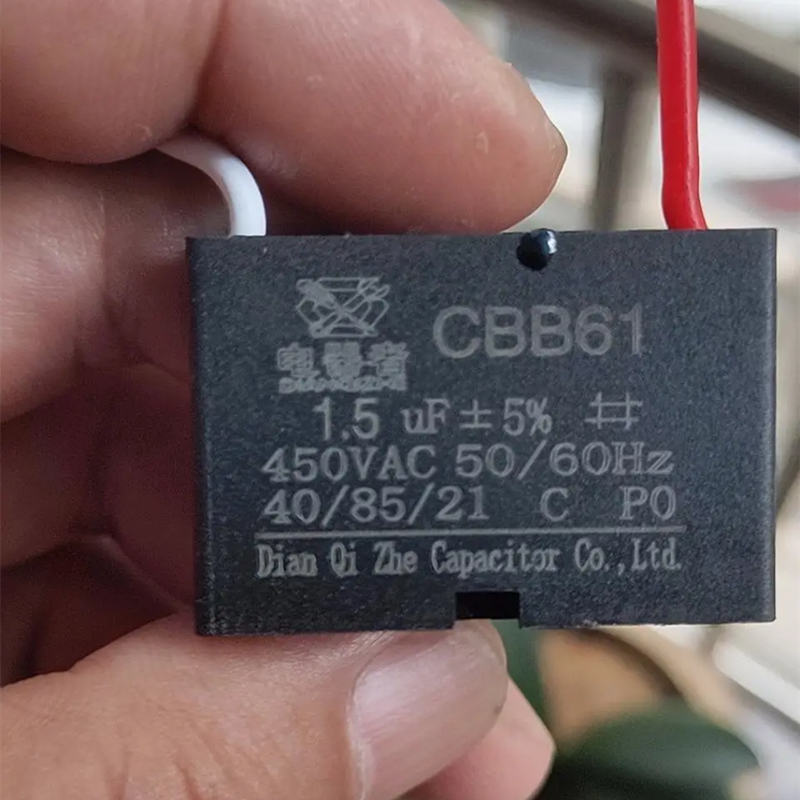 CBB61
电器者
1.5 uF ± 5%
450VAC 50/60Hz
40/85/21 C P0
Dian Qi Zhe Capacitor Co.,Ltd.